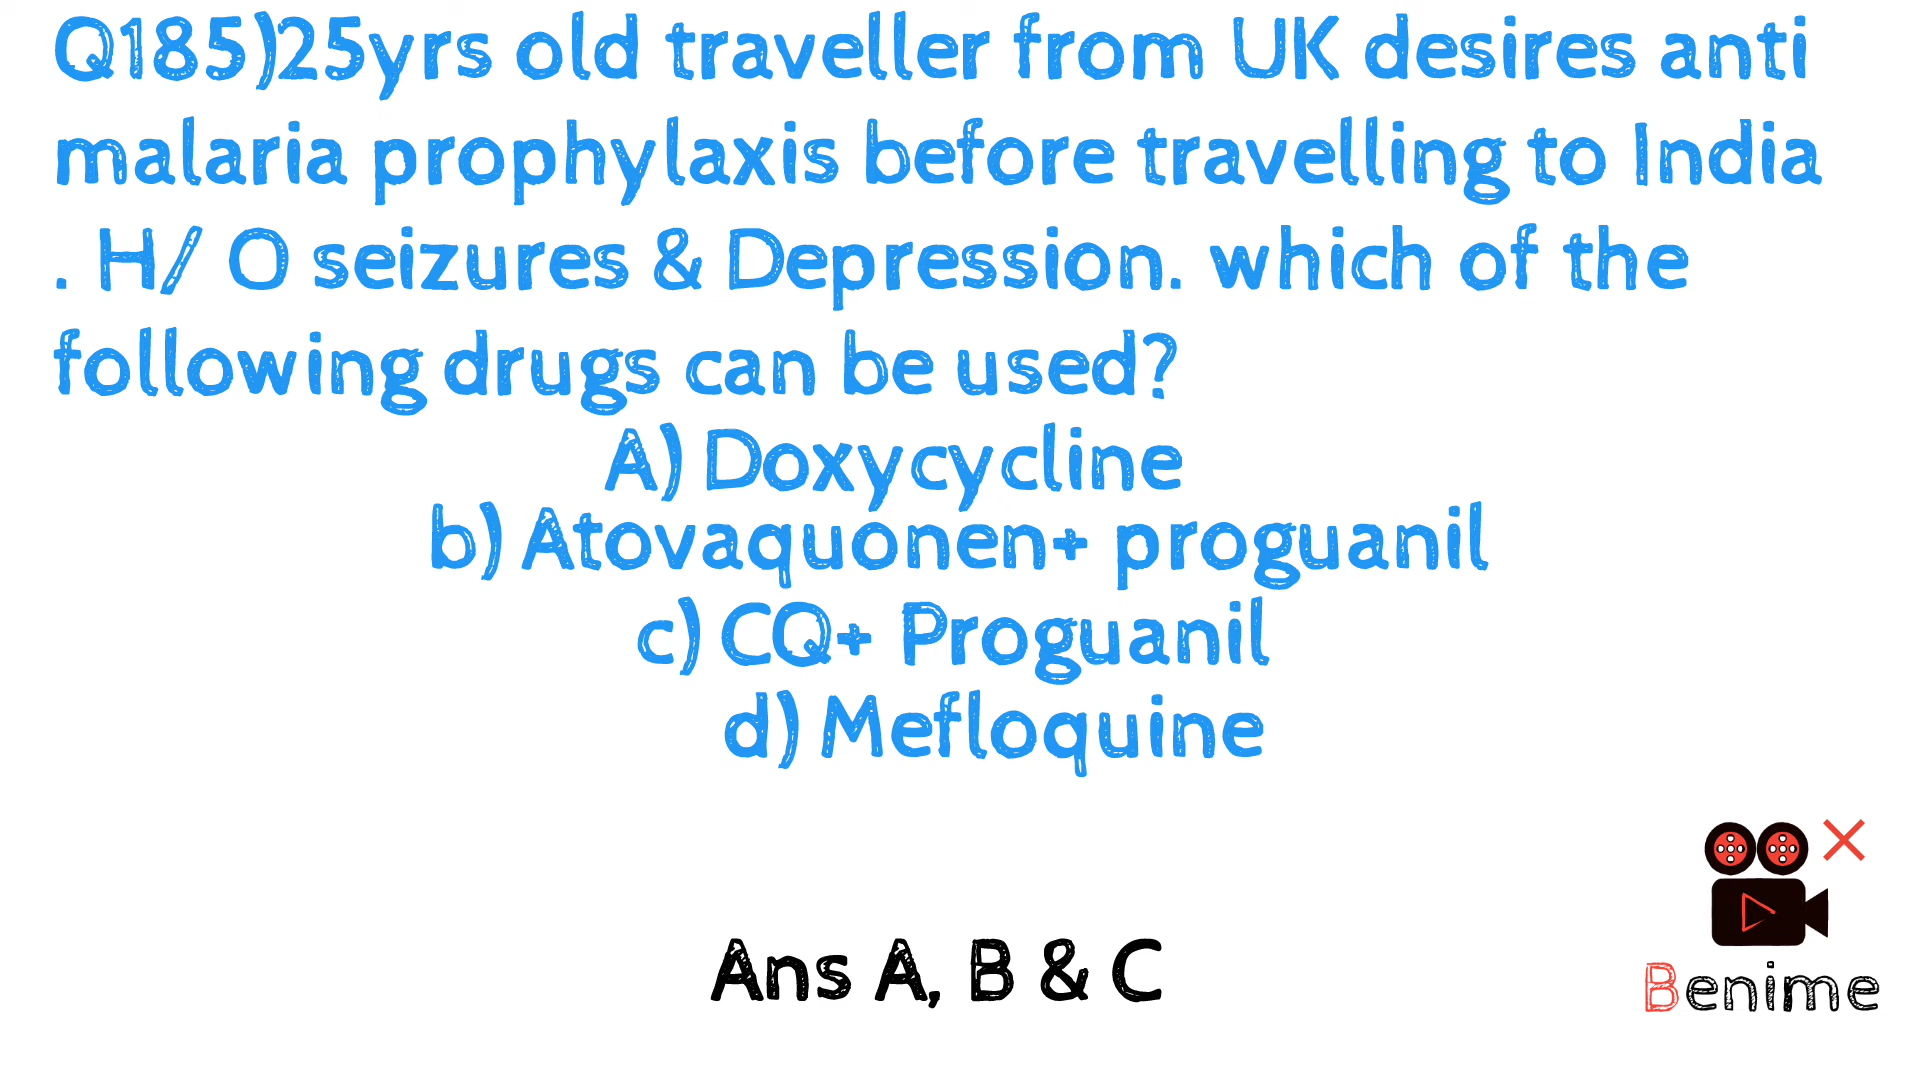 Q185)25yrs old traveller from UK desires anti
malaria prophylaxis before travelling to India
. H/ O seizures & Depression. which of the
following drugs can be used?
A) Doxycycline
b) Atovaquonen+ proguanil
c) CQ+ Proguanil
d) Mefloquine
Ans A, B & C
Benime